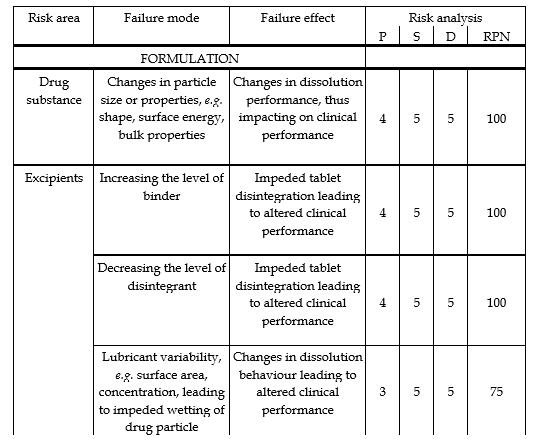 Risk area Failure mode Failure effect Risk analysis
P S D RPN
FORMULATION
Drug substance
Changes in particle
size or properties, e.g.
shape, surface energy,
bulk properties
Changes in dissolution
performance, thus
impacting on clinical
performance
4 5 5 100
Excipients
Increasing the level of
binder
Impeded tablet
disintegration leading
to altered clinical
performance
4 5 5 100
Decreasing the level of
disintegrant
Impeded tablet
disintegration leading
to altered clinical
performance
4 5 5 100
Lubricant variability,
e.g. surface area,
concentration, leading
to impeded wetting of
drug particle
Changes in dissolution
behaviour leading to
altered clinical
performance
3 5 5 75